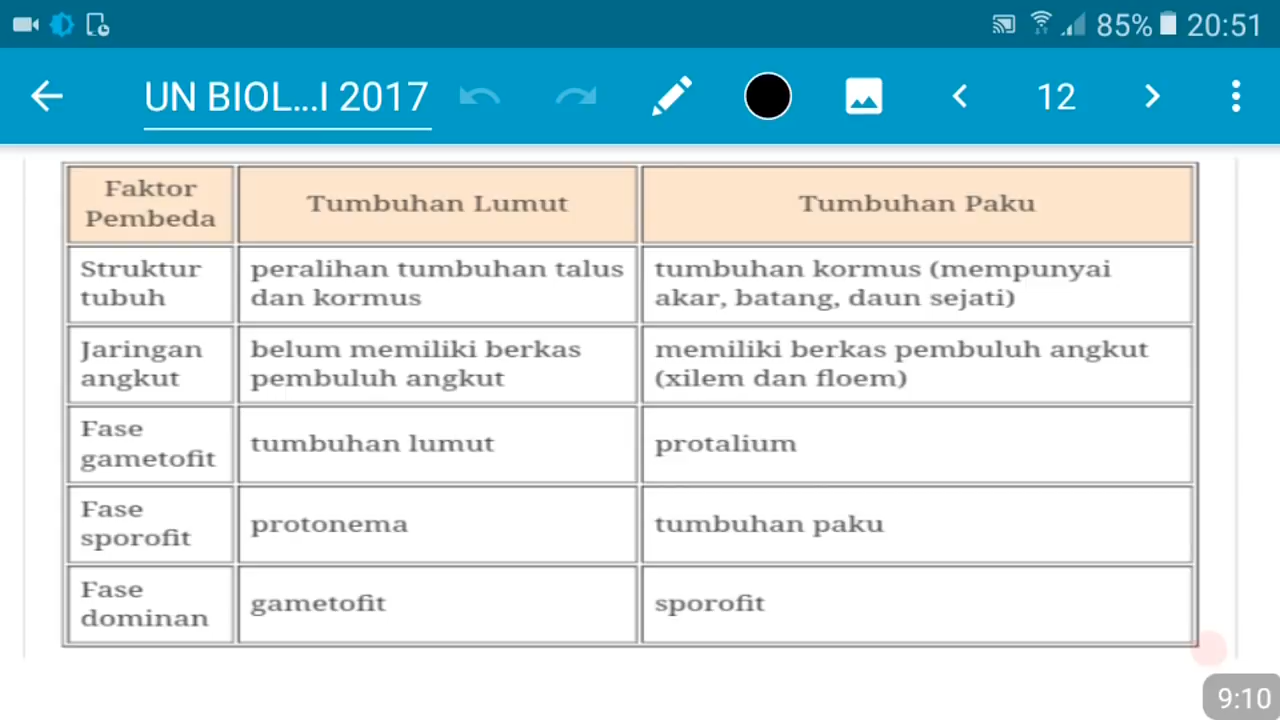 85% 20:51
UN BIOL...I 2017 12
Faktor
Pembeda
Tumbuhan Lumut
Tumbuhan Paku
Struktur
tubuh
peralihan tumbuhan talus
dan kormus
tumbuhan kormus (mempunyai
akar, batang, daun sejati)
Jaringan
angkut
belum memiliki berkas
pembuluh angkut
memiliki berkas pembuluh angkut
(xilem dan floem)
Fase
gametofit
tumbuhan lumut
protalium
Fase
sporofit
protonema
tumbuhan paku
Fase
dominan
gametofit
sporofit
9:10